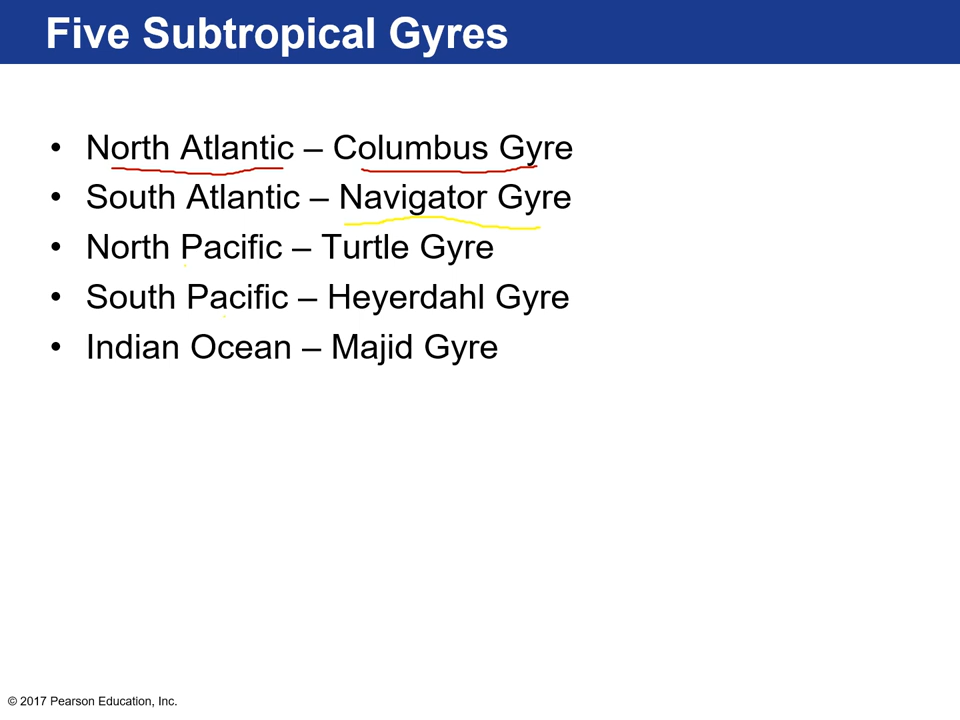 Five Subtropical Gyres
• North Atlantic – Columbus Gyre
• South Atlantic – Navigator Gyre
• North Pacific – Turtle Gyre
• South Pacific – Heyerdahl Gyre
• Indian Ocean – Majid Gyre
© 2017 Pearson Education, Inc.